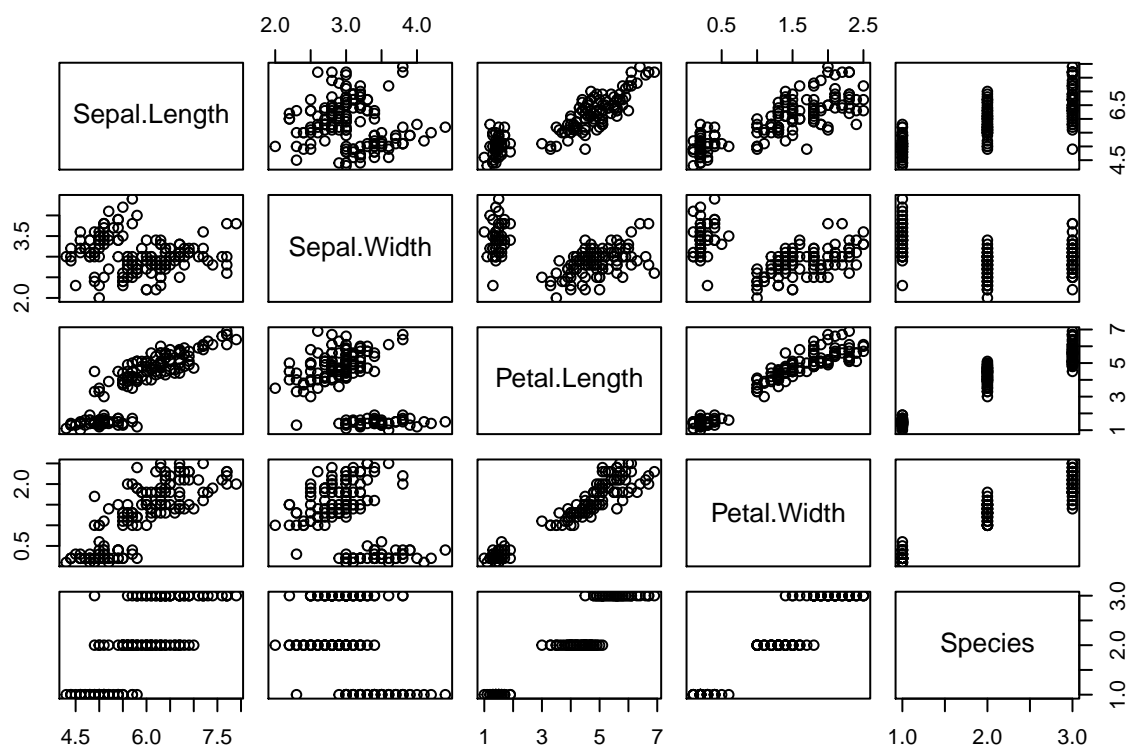 2.0 3.0 4.0 0.5 1.5 2.5
Sepal.Length 4.5 6.5
2.0 3.5 Sepal.Width
Petal.Length 1 3 5 7
0.5 2.0 Petal.Width
Species 1.0 2.0 3.0
4.5 6.0 7.5 1 3 5 7 1.0 2.0 3.0